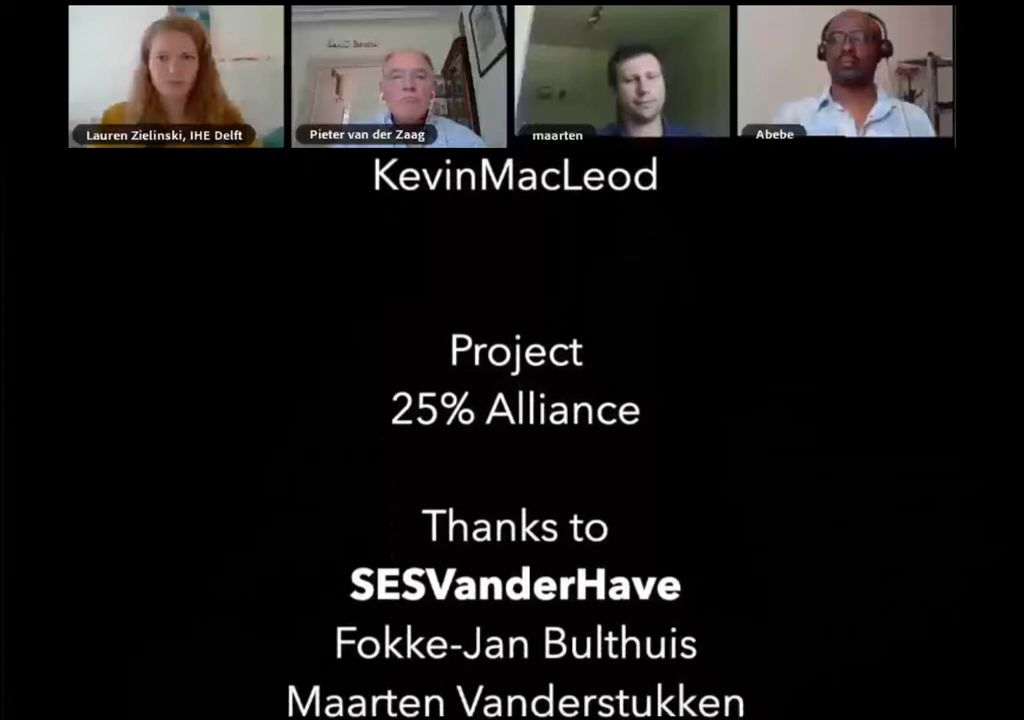 Lauren Zielinski, IHE Delft
Pieter van der Zaag
maarten
Abebe
KevinMacLeod
Project
25% Alliance
Thanks to
SESVanderHave
Fokke-Jan Bulthuis
Maarten Vanderstukken